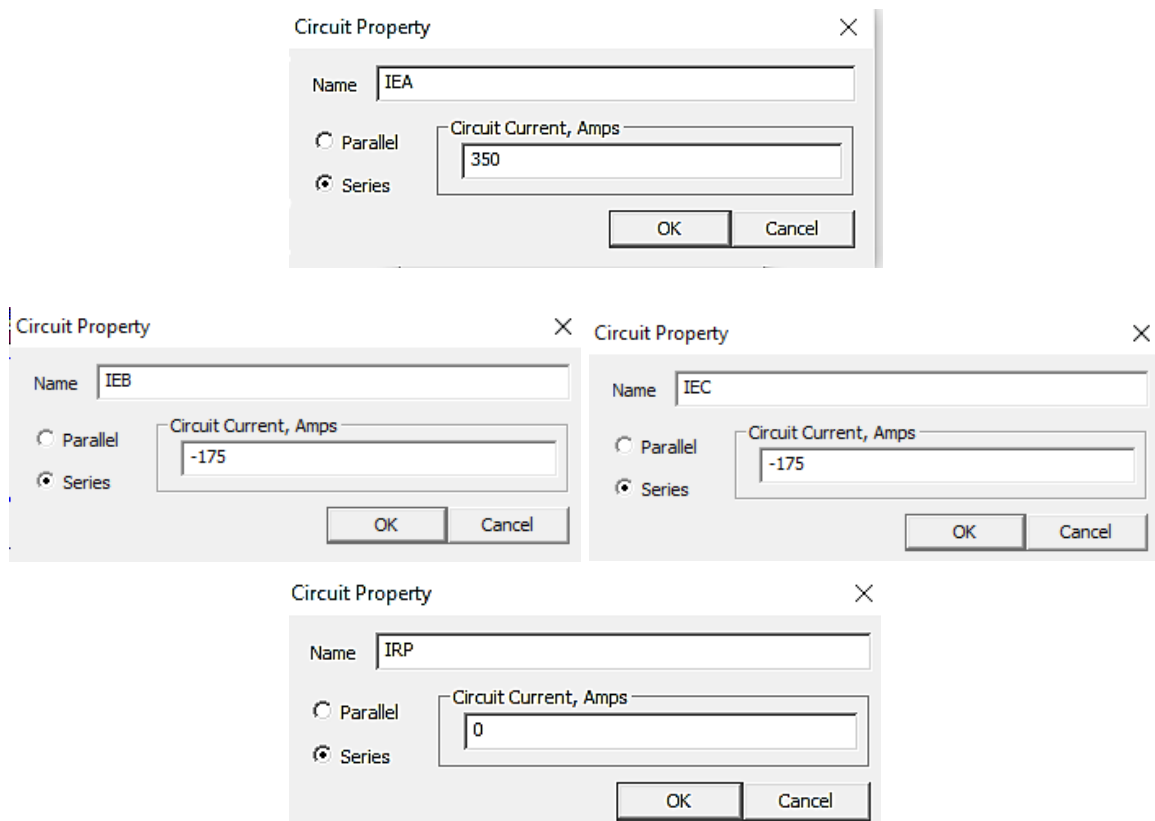 Circuit Property
Name IEA
Circuit Current, Amps
Parallel
350
Series
OK Cancel
Circuit Property
Name IEB
Circuit Current, Amps
Parallel
-175
Series
OK Cancel
Circuit Property
Name IEC
Circuit Current, Amps
Parallel
-175
Series
OK Cancel
Circuit Property
Name IRP
Circuit Current, Amps
Parallel
0
Series
OK Cancel